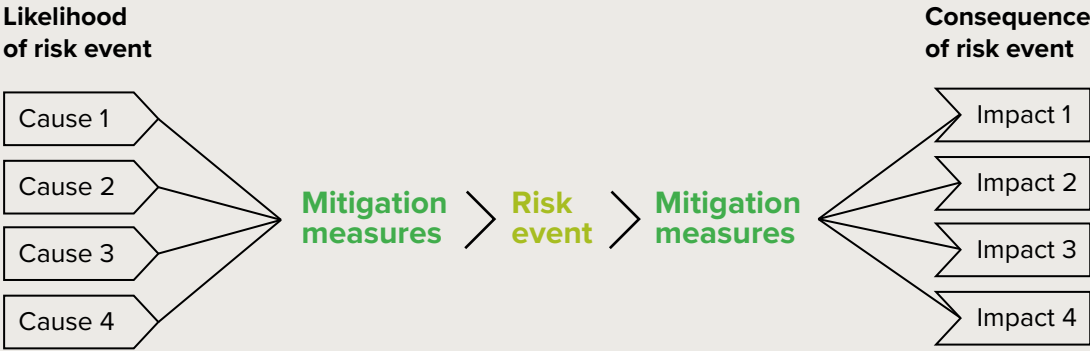 Likelihood
of risk event
Consequence
of risk event
Cause 1
Cause 2
Cause 3
Cause 4
Mitigation
measures
Risk
event
Mitigation
measures
Impact 1
Impact 2
Impact 3
Impact 4